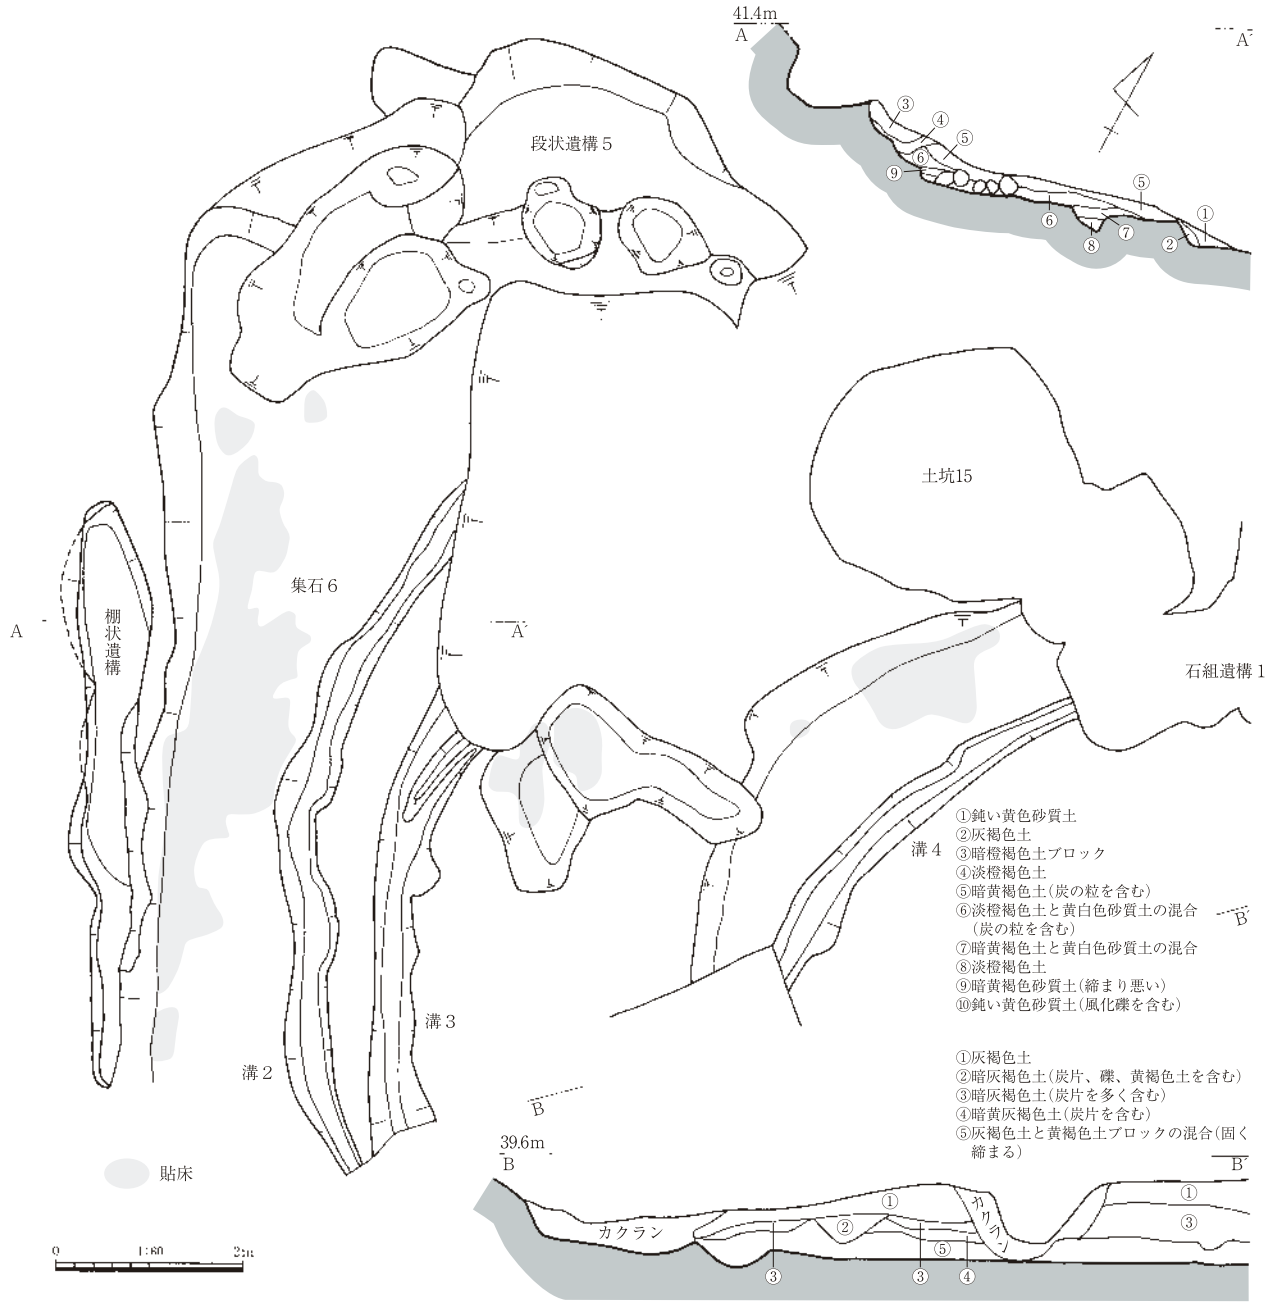 41.4m
A
A´
③
④
⑤
⑥
⑨
⑤
①
⑥
⑧
⑦
②
段状遺構５
土坑15
集石６
棚状遺構
A
A´
石組遺構１
溝４
①鈍い黄色砂質土
②灰褐色土
③暗橙褐色土ブロック
④淡橙褐色土
⑤暗黄褐色土(炭の粒を含む)
⑥淡橙褐色土と黄白色砂質土の混合
(炭の粒を含む)
⑦暗黄褐色土と黄白色砂質土の混合
⑧淡橙褐色土
⑨暗黄褐色砂質土(締まり悪い)
⑩鈍い黄色砂質土(風化礫を含む)
B´
溝３
溝２
①灰褐色土
②暗灰褐色土(炭片、礫、黄褐色土を含む)
③暗灰褐色土(炭片を多く含む)
④暗黄灰褐色土(炭片を含む)
⑤灰褐色土と黄褐色土ブロックの混合(固く
締まる)
B
39.6m
B
B´
貼床
カクラン
①
②
カクラン
①
③
⑤
③
③
④
0
1:60
2m